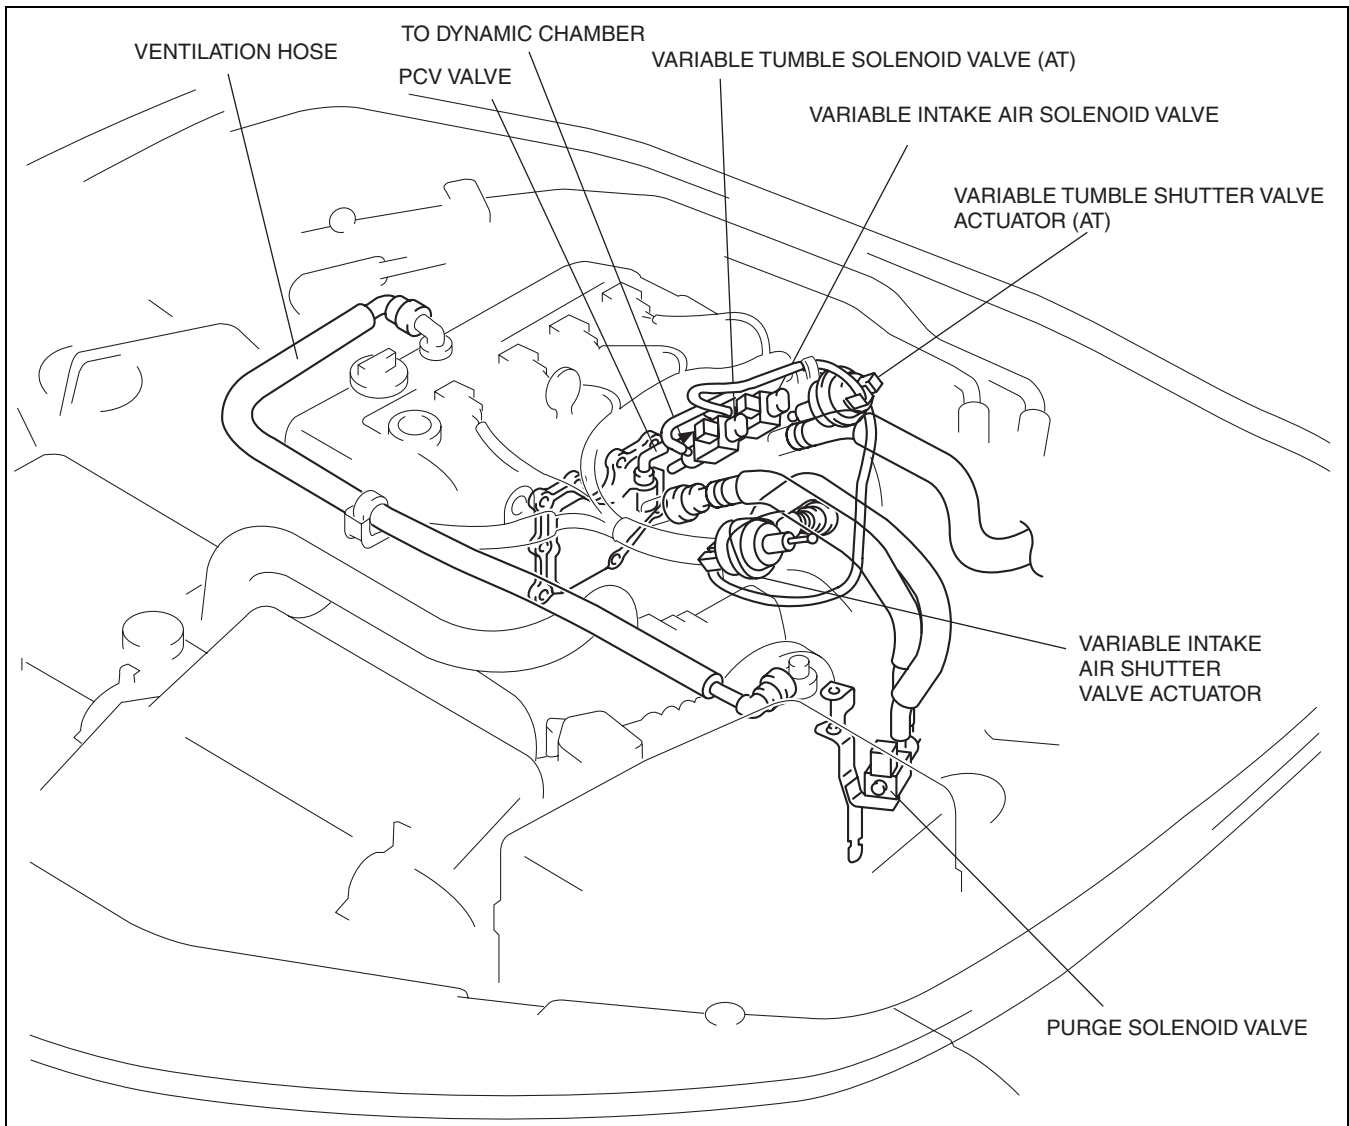 TO DYNAMIC CHAMBER
VENTILATION HOSE
VARIABLE TUMBLE SOLENOID VALVE (AT)
PCV VALVE
VARIABLE INTAKE AIR SOLENOID VALVE
VARIABLE TUMBLE SHUTTER VALVE
ACTUATOR (AT)
VARIABLE INTAKE
AIR SHUTTER
VALVE ACTUATOR
PURGE SOLENOID VALVE